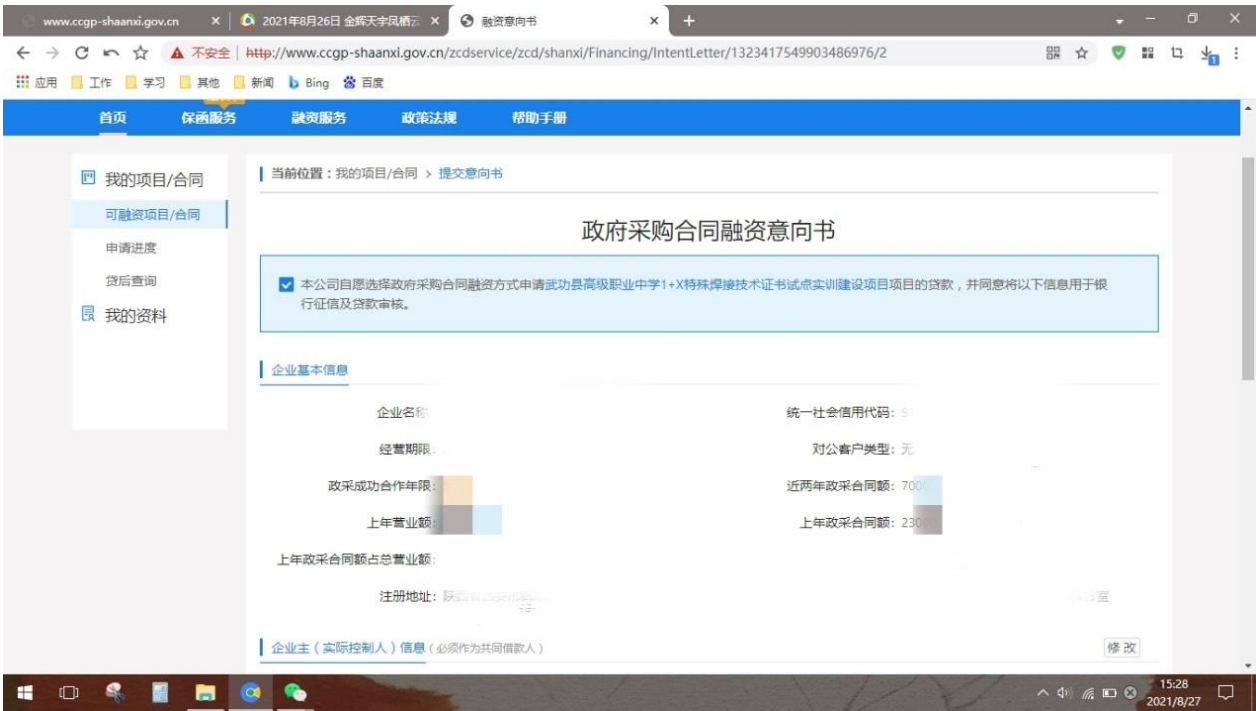 www.ccgp-shaanxi.gov.cn
2021年8月26日 金辉天宇凤栖云
融资意向书
不安全 http://www.ccgp-shaanxi.gov.cn/zcdservice/zcd/shanxi/Financing/IntentLetter/1323417549903486976/2
应用 工作 学习 其他 新闻 Bing 百度
首页 保函服务 融资服务 政策法规 帮助手册
我的项目/合同
可融资项目/合同
申请进度
贷后查询
我的资料
当前位置：我的项目/合同 > 提交意向书
政府采购合同融资意向书
本公司自愿选择政府采购合同融资方式申请武功县高级职业中学1+X特殊焊接技术证书试点实训建设项目项目的贷款，并同意将以下信息用于银
行征信及贷款审核。
企业基本信息
企业名称 统一社会信用代码: 9
经营期限: 对公客户类型: 无
政采成功合作年限: 近两年政采合同额: 700
上年营业额: 上年政采合同额: 230
上年政采合同额占总营业额:
注册地址: 陕 室
企业主（实际控制人）信息（必须作为共同借款人） 修改
15:28
2021/8/27